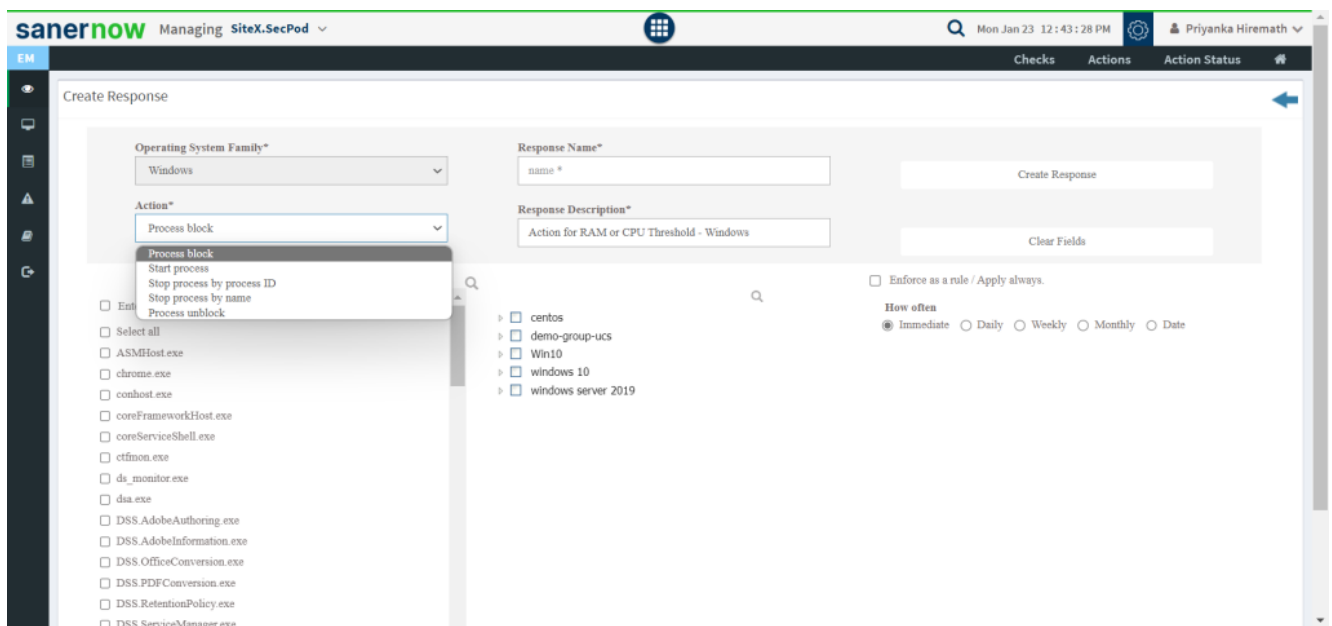 sanernow Managing SiteX.SecPod Mon Jan 23 12:43:28 PM Priyanka Hiremath
EM Checks Actions Action Status
Create Response
Operating System Family* Response Name*
Windows name * Create Response
Action* Response Description*
Process block Action for RAM or CPU Threshold - Windows Clear Fields
Process block
Start process
Stop process by process ID
Stop process by name
Process unblock
Enforce as a rule / Apply always.
How often
Immediate Daily Weekly Monthly Date
Select all
ASMHost.exe
chrome.exe
conhost.exe
coreFrameworkHost.exe
coreServiceShell.exe
ctfmon.exe
ds_monitor.exe
dsa.exe
DSS.AdobeAuthoring.exe
DSS.AdobeInformation.exe
DSS.OfficeConversion.exe
DSS.PDFConversion.exe
DSS.RetentionPolicy.exe
DSS.ServiceManager.exe
centos
demo-group-ucs
Win10
windows 10
windows server 2019